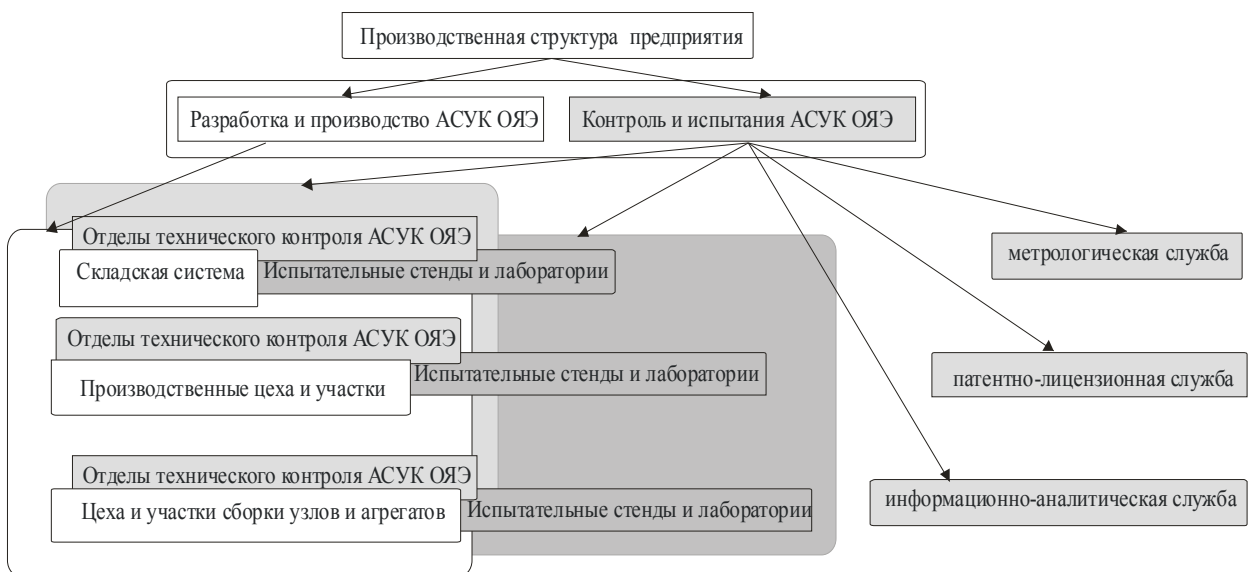 Производственная структура предприятия
Разработка и производство АСУК ОЯЭ
Контроль и испытания АСУК ОЯЭ
Отделы технического контроля АСУК ОЯЭ
Складская система
Испытательные стенды и лаборатории
метрологическая служба
Отделы технического контроля АСУК ОЯЭ
Производственные цеха и участки
Испытательные стенды и лаборатории
патентно-лицензионная служба
Отделы технического контроля АСУК ОЯЭ
Цеха и участки сборки узлов и агрегатов
Испытательные стенды и лаборатории
информационно-аналитическая служба